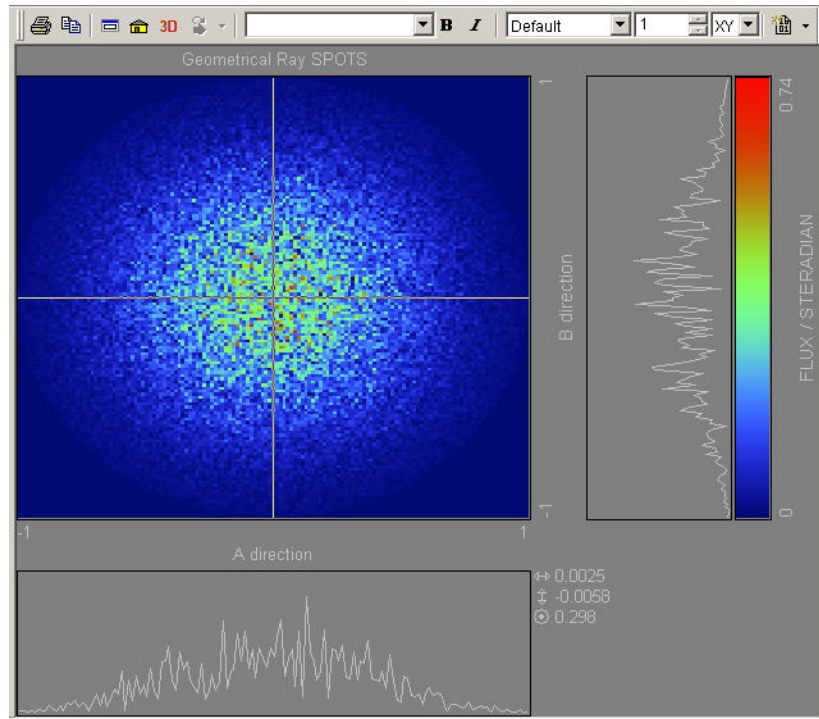 3D
B I Default 1 XY
Geometrical Ray SPOTS
1
B direction
-1
0.74
FLUX / STERADIAN
0
-1 1
A direction
0.0025
-0.0058
0.298